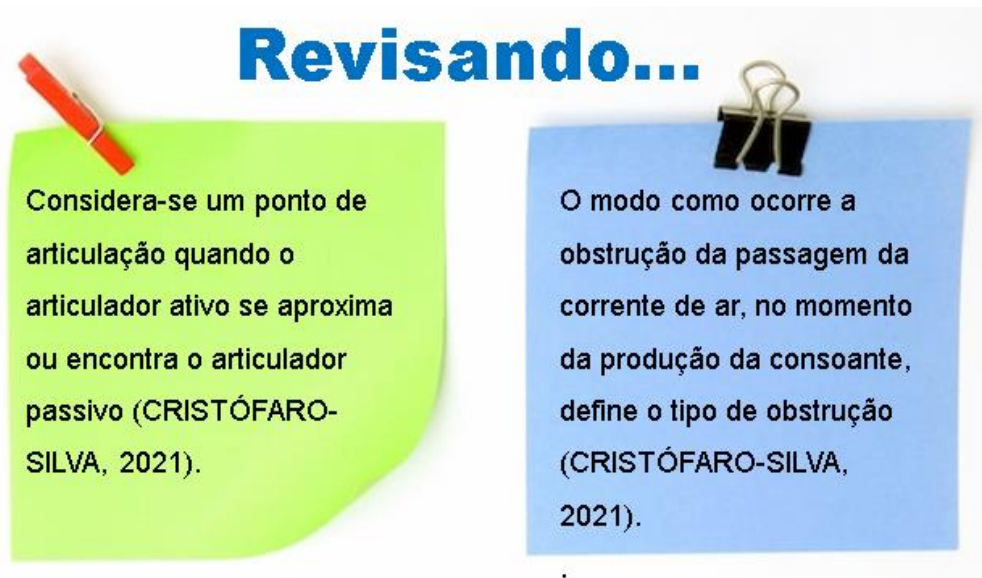 Revisando...
Considera-se um ponto de
articulação quando o
articulador ativo se aproxima
ou encontra o articulador
passivo (CRISTÓFARO-
SILVA, 2021).
O modo como ocorre a
obstrução da passagem da
corrente de ar, no momento
da produção da consoante,
define o tipo de obstrução
(CRISTÓFARO-SILVA,
2021).
.